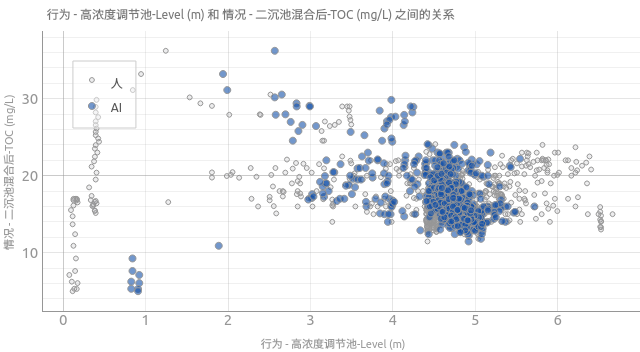 行为 - 高浓度调节池-Level (m) 和 情况 - 二沉池混合后-TOC (mg/L) 之间的关系
人
AI
30
20
10
情况 - 二沉池混合后-TOC (mg/L)
0 1 2 3 4 5 6
行为 - 高浓度调节池-Level (m)